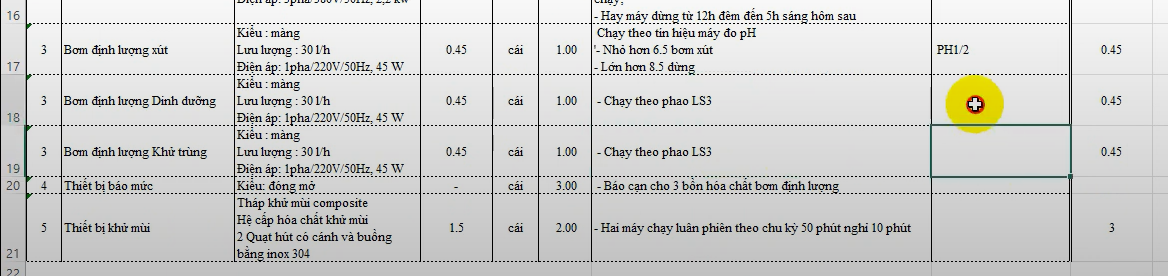 Điện áp: 3pha/380V/50Hz, 2,2 kw
chạy;
- Hay máy dừng từ 12h đêm đến 5h sáng hôm sau
16
3 Bơm định lượng xút
Kiểu : màng
Lưu lượng : 30 l/h
Điện áp: 1pha/220V/50Hz, 45 W
0.45 cái 1.00
Chạy theo tín hiệu máy đo pH
'- Nhỏ hơn 6.5 bơm xút
- Lớn hơn 8.5 dừng
PH1/2 0.45
17
3 Bơm định lượng Dinh dưỡng
Kiểu : màng
Lưu lượng : 30 l/h
Điện áp: 1pha/220V/50Hz, 45 W
0.45 cái 1.00 - Chạy theo phao LS3 0.45
18
3 Bơm định lượng Khử trùng
Kiểu : màng
Lưu lượng : 30 l/h
Điện áp: 1pha/220V/50Hz, 45 W
0.45 cái 1.00 - Chạy theo phao LS3 0.45
19
20 4 Thiết bị báo mức Kiểu: đóng mở - cái 3.00 - Báo cạn cho 3 bồn hóa chất bơm định lượng
5 Thiết bị khử mùi
Tháp khử mùi composite
Hệ cấp hóa chất khử mùi
2 Quạt hút có cánh và buồng
bằng inox 304
1.5 cái 2.00 - Hai máy chạy luân phiên theo chu kỳ 50 phút nghỉ 10 phút 3
21
22